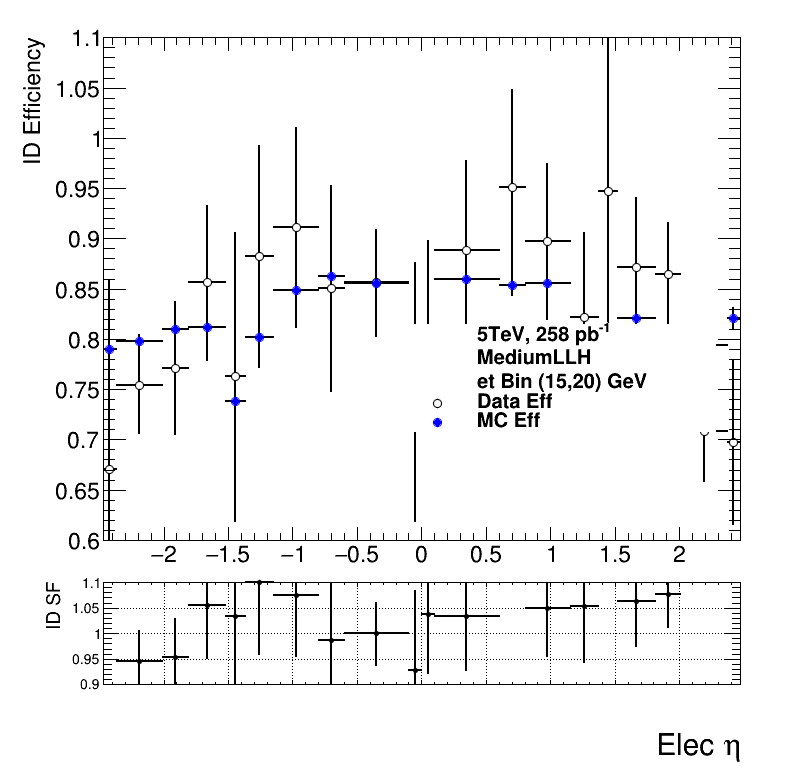 ID Efficiency
1.1
1.05
1
0.95
0.9
0.85
0.8
0.75
0.7
0.65
0.6
5TeV, 258 pb-1
MediumLLH
et Bin (15,20) GeV
Data Eff
MC Eff
−2 −1.5 −1 −0.5 0 0.5 1 1.5 2
ID SF
1.1
1.05
1
0.95
0.9
Elec η